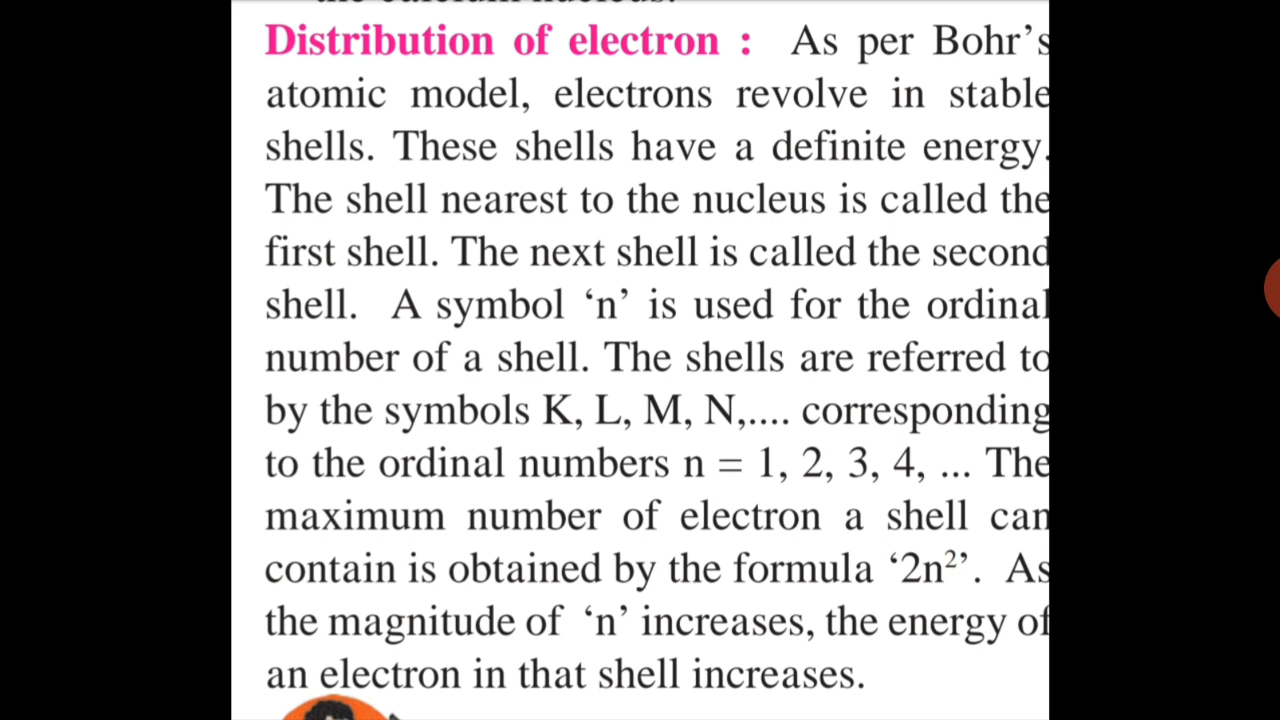 Distribution of electron : As per Bohr's
atomic model, electrons revolve in stable
shells. These shells have a definite energy.
The shell nearest to the nucleus is called the
first shell. The next shell is called the second
shell. A symbol ‘n’ is used for the ordinal
number of a shell. The shells are referred to
by the symbols K, L, M, N,.... corresponding
to the ordinal numbers n = 1, 2, 3, 4, ... The
maximum number of electron a shell can
contain is obtained by the formula ‘2n²’. As
the magnitude of ‘n’ increases, the energy of
an electron in that shell increases.